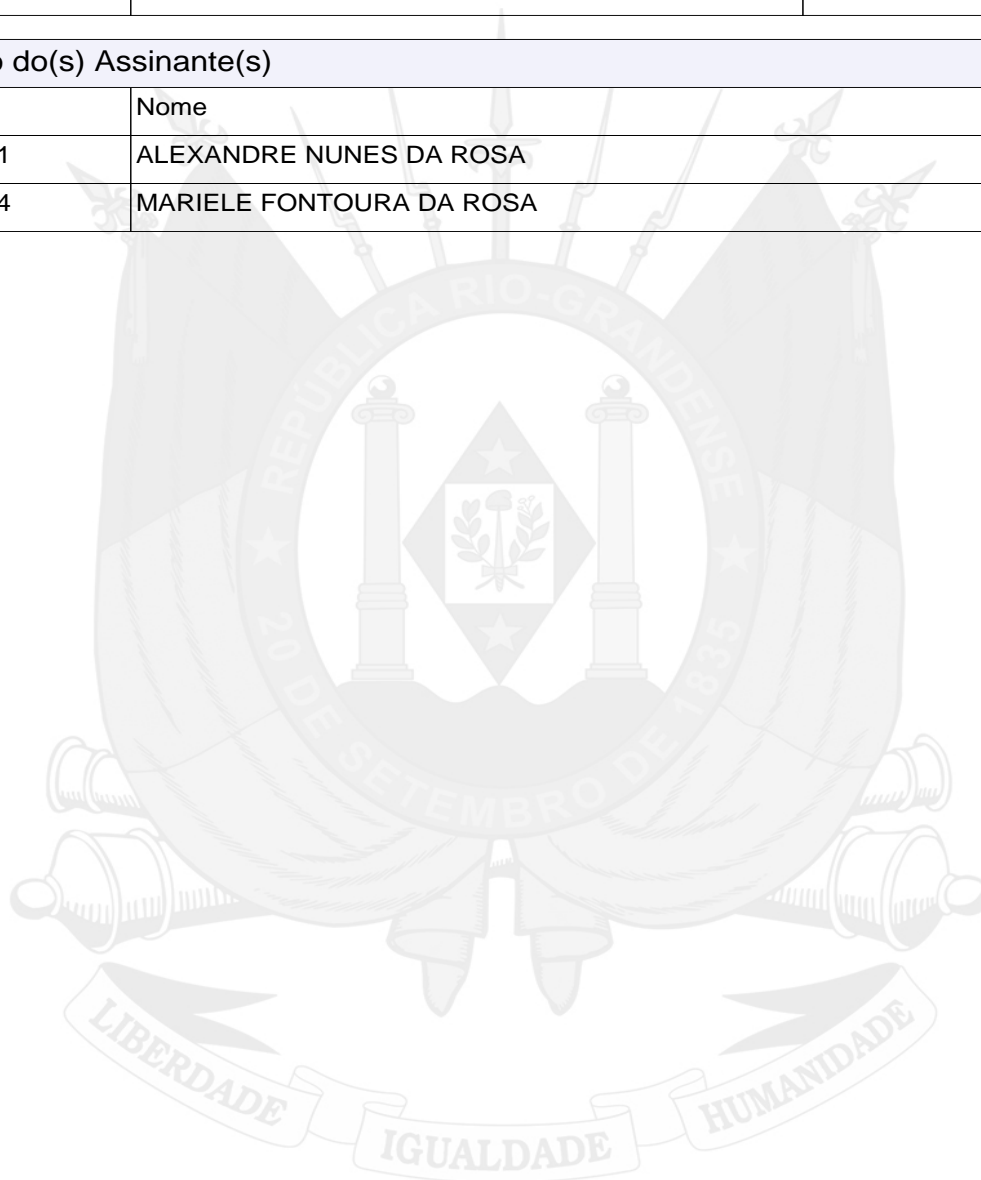 do(s) Assinante(s)
Nome
1 ALEXANDRE NUNES DA ROSA
4 MARIELE FONTOURA DA ROSA
REPÚBLICA RIO-GRANDENSE
★ 20 DE SETEMBRO DE 1835 ★
LIBERDADE IGUALDADE HUMANIDADE